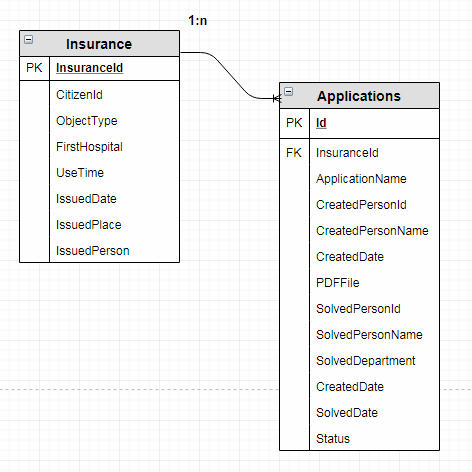 1:n
Insurance
PK InsuranceId
CitizenId
ObjectType
FirstHospital
UseTime
IssuedDate
IssuedPlace
IssuedPerson
Applications
PK Id
FK InsuranceId
ApplicationName
CreatedPersonId
CreatedPersonName
CreatedDate
PDFFile
SolvedPersonId
SolvedPersonName
SolvedDepartment
CreatedDate
SolvedDate
Status